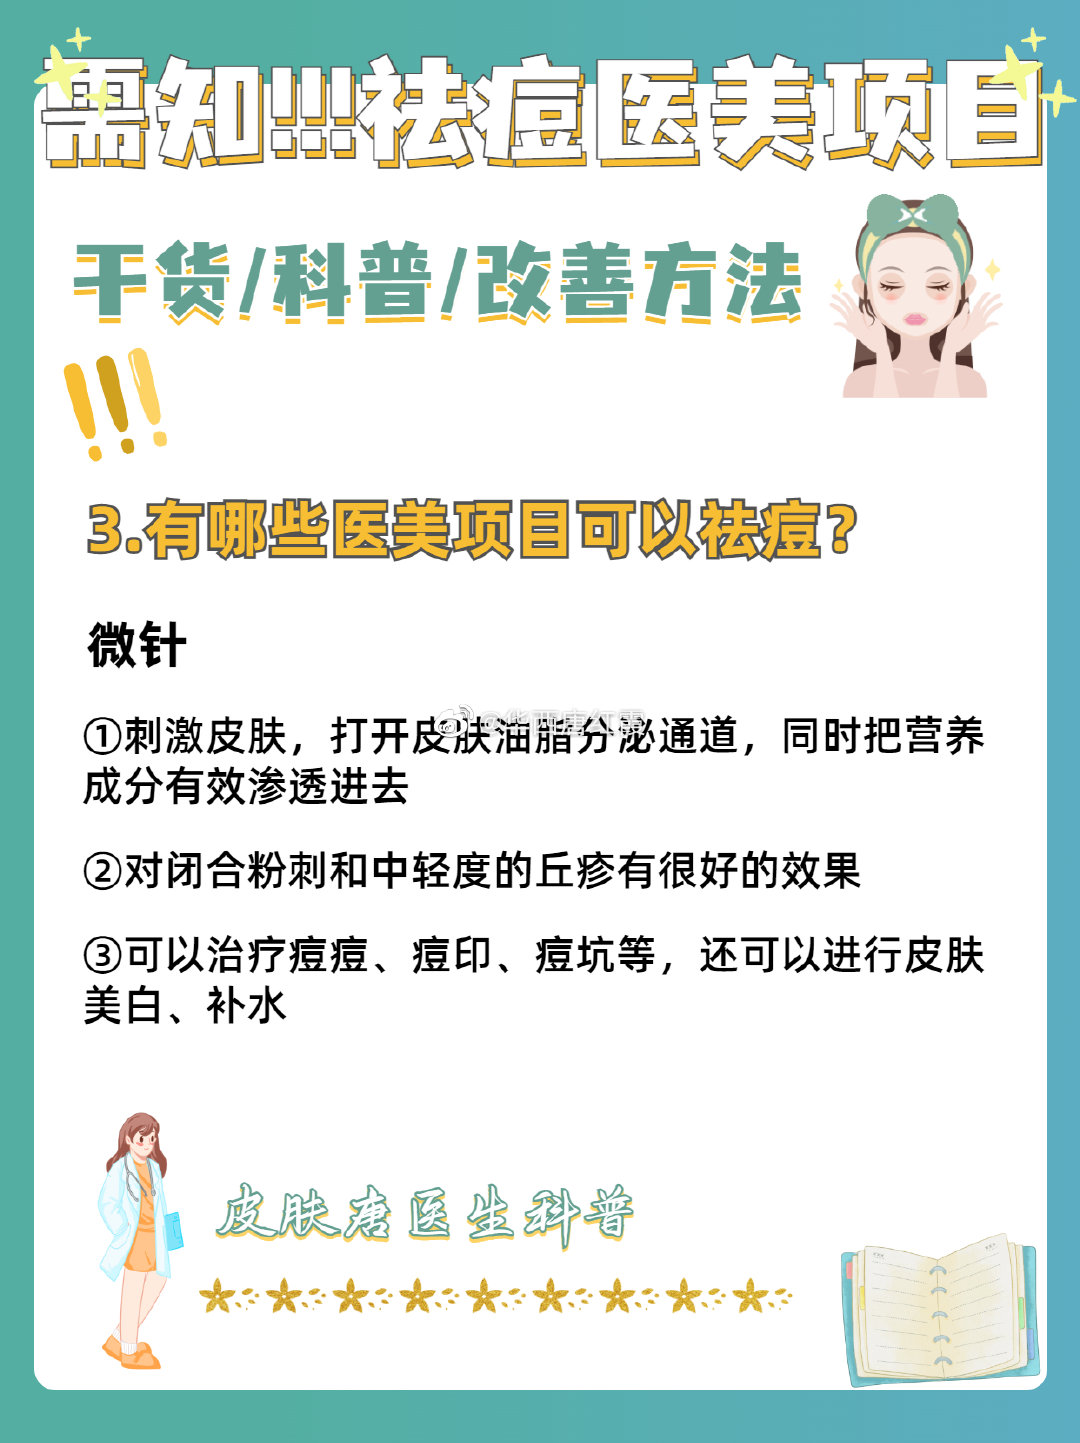 需知!!!祛痘医美项目
干货/科普/改善方法
3.有哪些医美项目可以祛痘？
微针
①刺激皮肤，打开皮肤油脂分泌通道，同时把营养
成分有效渗透进去
@华西唐红霞
②对闭合粉刺和中轻度的丘疹有很好的效果
③可以治疗痘痘、痘印、痘坑等，还可以进行皮肤
美白、补水
皮肤唐医生科普